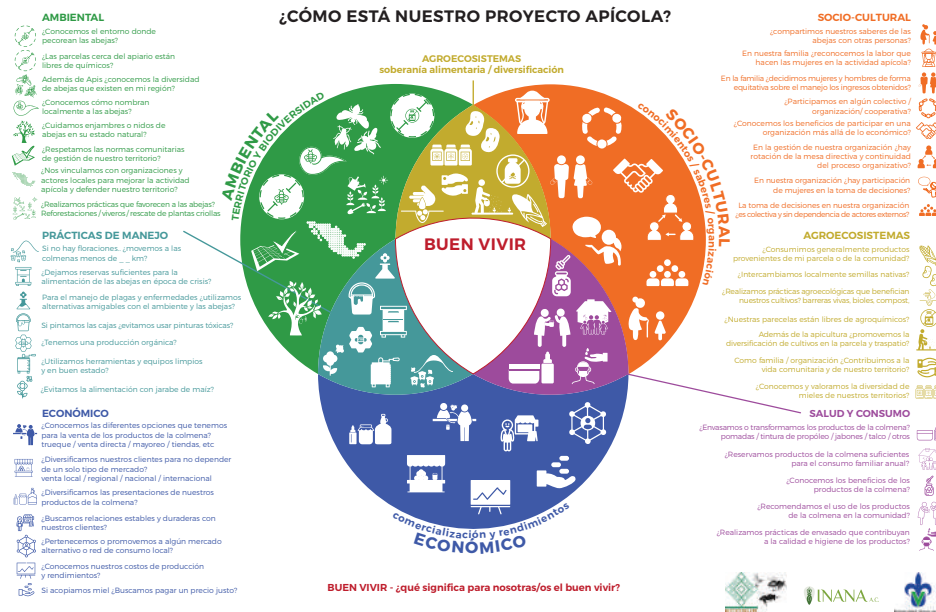 ¿CÓMO ESTÁ NUESTRO PROYECTO APÍCOLA?
AMBIENTAL
¿Conocemos el entorno donde
pecorean las abejas?
¿Las parcelas cerca del apiario están
libres de químicos?
Además de Apis ¿conocemos la diversidad
de abejas que existen en mi región?
¿Conocemos cómo nombran
localmente a las abejas?
¿Cuidamos enjambres o nidos de
abejas en su estado natural?
¿Respetamos las normas comunitarias
de gestión de nuestro territorio?
¿Nos vinculamos con organizaciones y
actores locales para mejorar la actividad
apícola y defender nuestro territorio?
¿Realizamos prácticas que favorecen a las abejas?
Reforestaciones / viveros / rescate de plantas criollas
PRÁCTICAS DE MANEJO
Si no hay floraciones.. ¿movemos a las
colmenas menos de _ _ km?
¿Dejamos reservas suficientes para la
alimentación de las abejas en época de crisis?
Para el manejo de plagas y enfermedades ¿utilizamos
alternativas amigables con el ambiente y las abejas?
Si pintamos las cajas ¿evitamos usar pinturas tóxicas?
¿Tenemos una producción orgánica?
¿Utilizamos herramientas y equipos limpios
y en buen estado?
¿Evitamos la alimentación con jarabe de maíz?
ECONÓMICO
¿Conocemos las diferentes opciones que tenemos
para la venta de los productos de la colmena?
trueque / venta directa / mayoreo / tiendas, etc
¿Diversificamos nuestros clientes para no depender
de un solo tipo de mercado?
venta local / regional / nacional / internacional
¿Diversificamos las presentaciones de nuestros
productos de la colmena?
¿Buscamos relaciones estables y duraderas con
nuestros clientes?
¿Pertenecemos o promovemos a algún mercado
alternativo o red de consumo local?
¿Conocemos nuestros costos de producción
y rendimientos?
Si acopiamos miel ¿Buscamos pagar un precio justo?
AGROECOSISTEMAS
soberanía alimentaria / diversificación
AMBIENTAL
TERRITORIO Y BIODIVERSIDAD
SOCIO-CULTURAL
conocimientos / saberes / organización
BUEN VIVIR
comercialización y rendimientos
ECONÓMICO
BUEN VIVIR - ¿qué significa para nosotras/os el buen vivir?
SOCIO-CULTURAL
¿compartimos nuestros saberes de las
abejas con otras personas?
En nuestra familia ¿reconocemos la labor que
hacen las mujeres en la actividad apícola?
En la familia ¿decidimos mujeres y hombres de forma
equitativa sobre el manejo los ingresos obtenidos?
¿Participamos en algún colectivo /
organización/ cooperativa?
¿Conocemos los beneficios de participar en una
organización más allá de lo económico?
En la gestión de nuestra organización ¿hay
rotación de la mesa directiva y continuidad
del proceso organizativo?
En nuestra organización ¿hay participación
de mujeres en la toma de decisiones?
La toma de decisiones en nuestra organización
¿es colectiva y sin dependencia de actores externos?
AGROECOSISTEMAS
¿Consumimos generalmente productos
provenientes de mi parcela o de la comunidad?
¿Intercambiamos localmente semillas nativas?
¿Realizamos prácticas agroecológicas que benefician
nuestros cultivos? barreras vivas, bioles, compost,
¿Nuestras parcelas están libres de agroquímicos?
Además de la apicultura ¿promovemos la
diversificación de cultivos en la parcela y traspatio?
Como familia / organización ¿Contribuimos a la
vida comunitaria y de nuestro territorio?
¿Conocemos y valoramos la diversidad de
mieles de nuestros territorios?
SALUD Y CONSUMO
¿Envasamos o transformamos los productos de la colmena?
pomadas / tintura de propóleo / jabones / talco / otros
¿Reservamos productos de la colmena suficientes
para el consumo familiar anual?
¿Conocemos los beneficios de los
productos de la colmena?
¿Recomendamos el uso de los productos
de la colmena en la comunidad?
¿Realizamos prácticas de envasado que contribuyan
a la calidad e higiene de los productos?
INANA A.C.